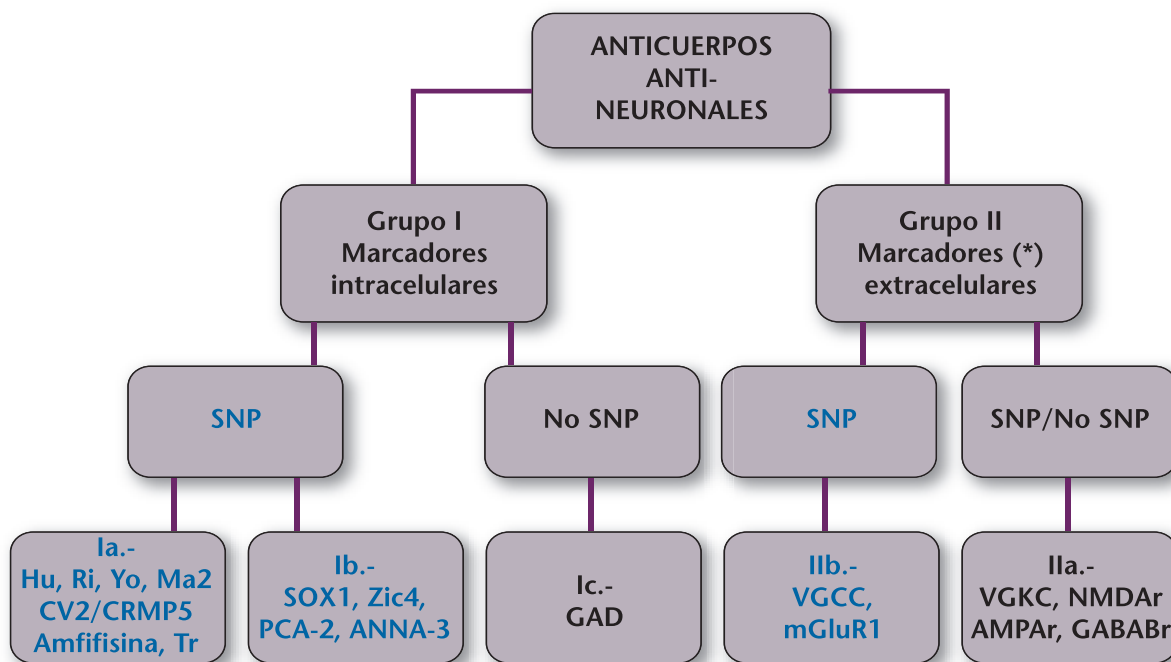 ANTICUERPOS
ANTI-
NEURONALES
Grupo I
Marcadores
intracelulares
Grupo II
Marcadores (*)
extracelulares
SNP
No SNP
SNP
SNP/No SNP
Ia.-
Hu, Ri, Yo, Ma2
CV2/CRMP5
Amfifisina, Tr
Ib.-
SOX1, Zic4,
PCA-2, ANNA-3
Ic.-
GAD
IIb.-
VGCC,
mGluR1
IIa.-
VGKC, NMDAr
AMPAr, GABABr